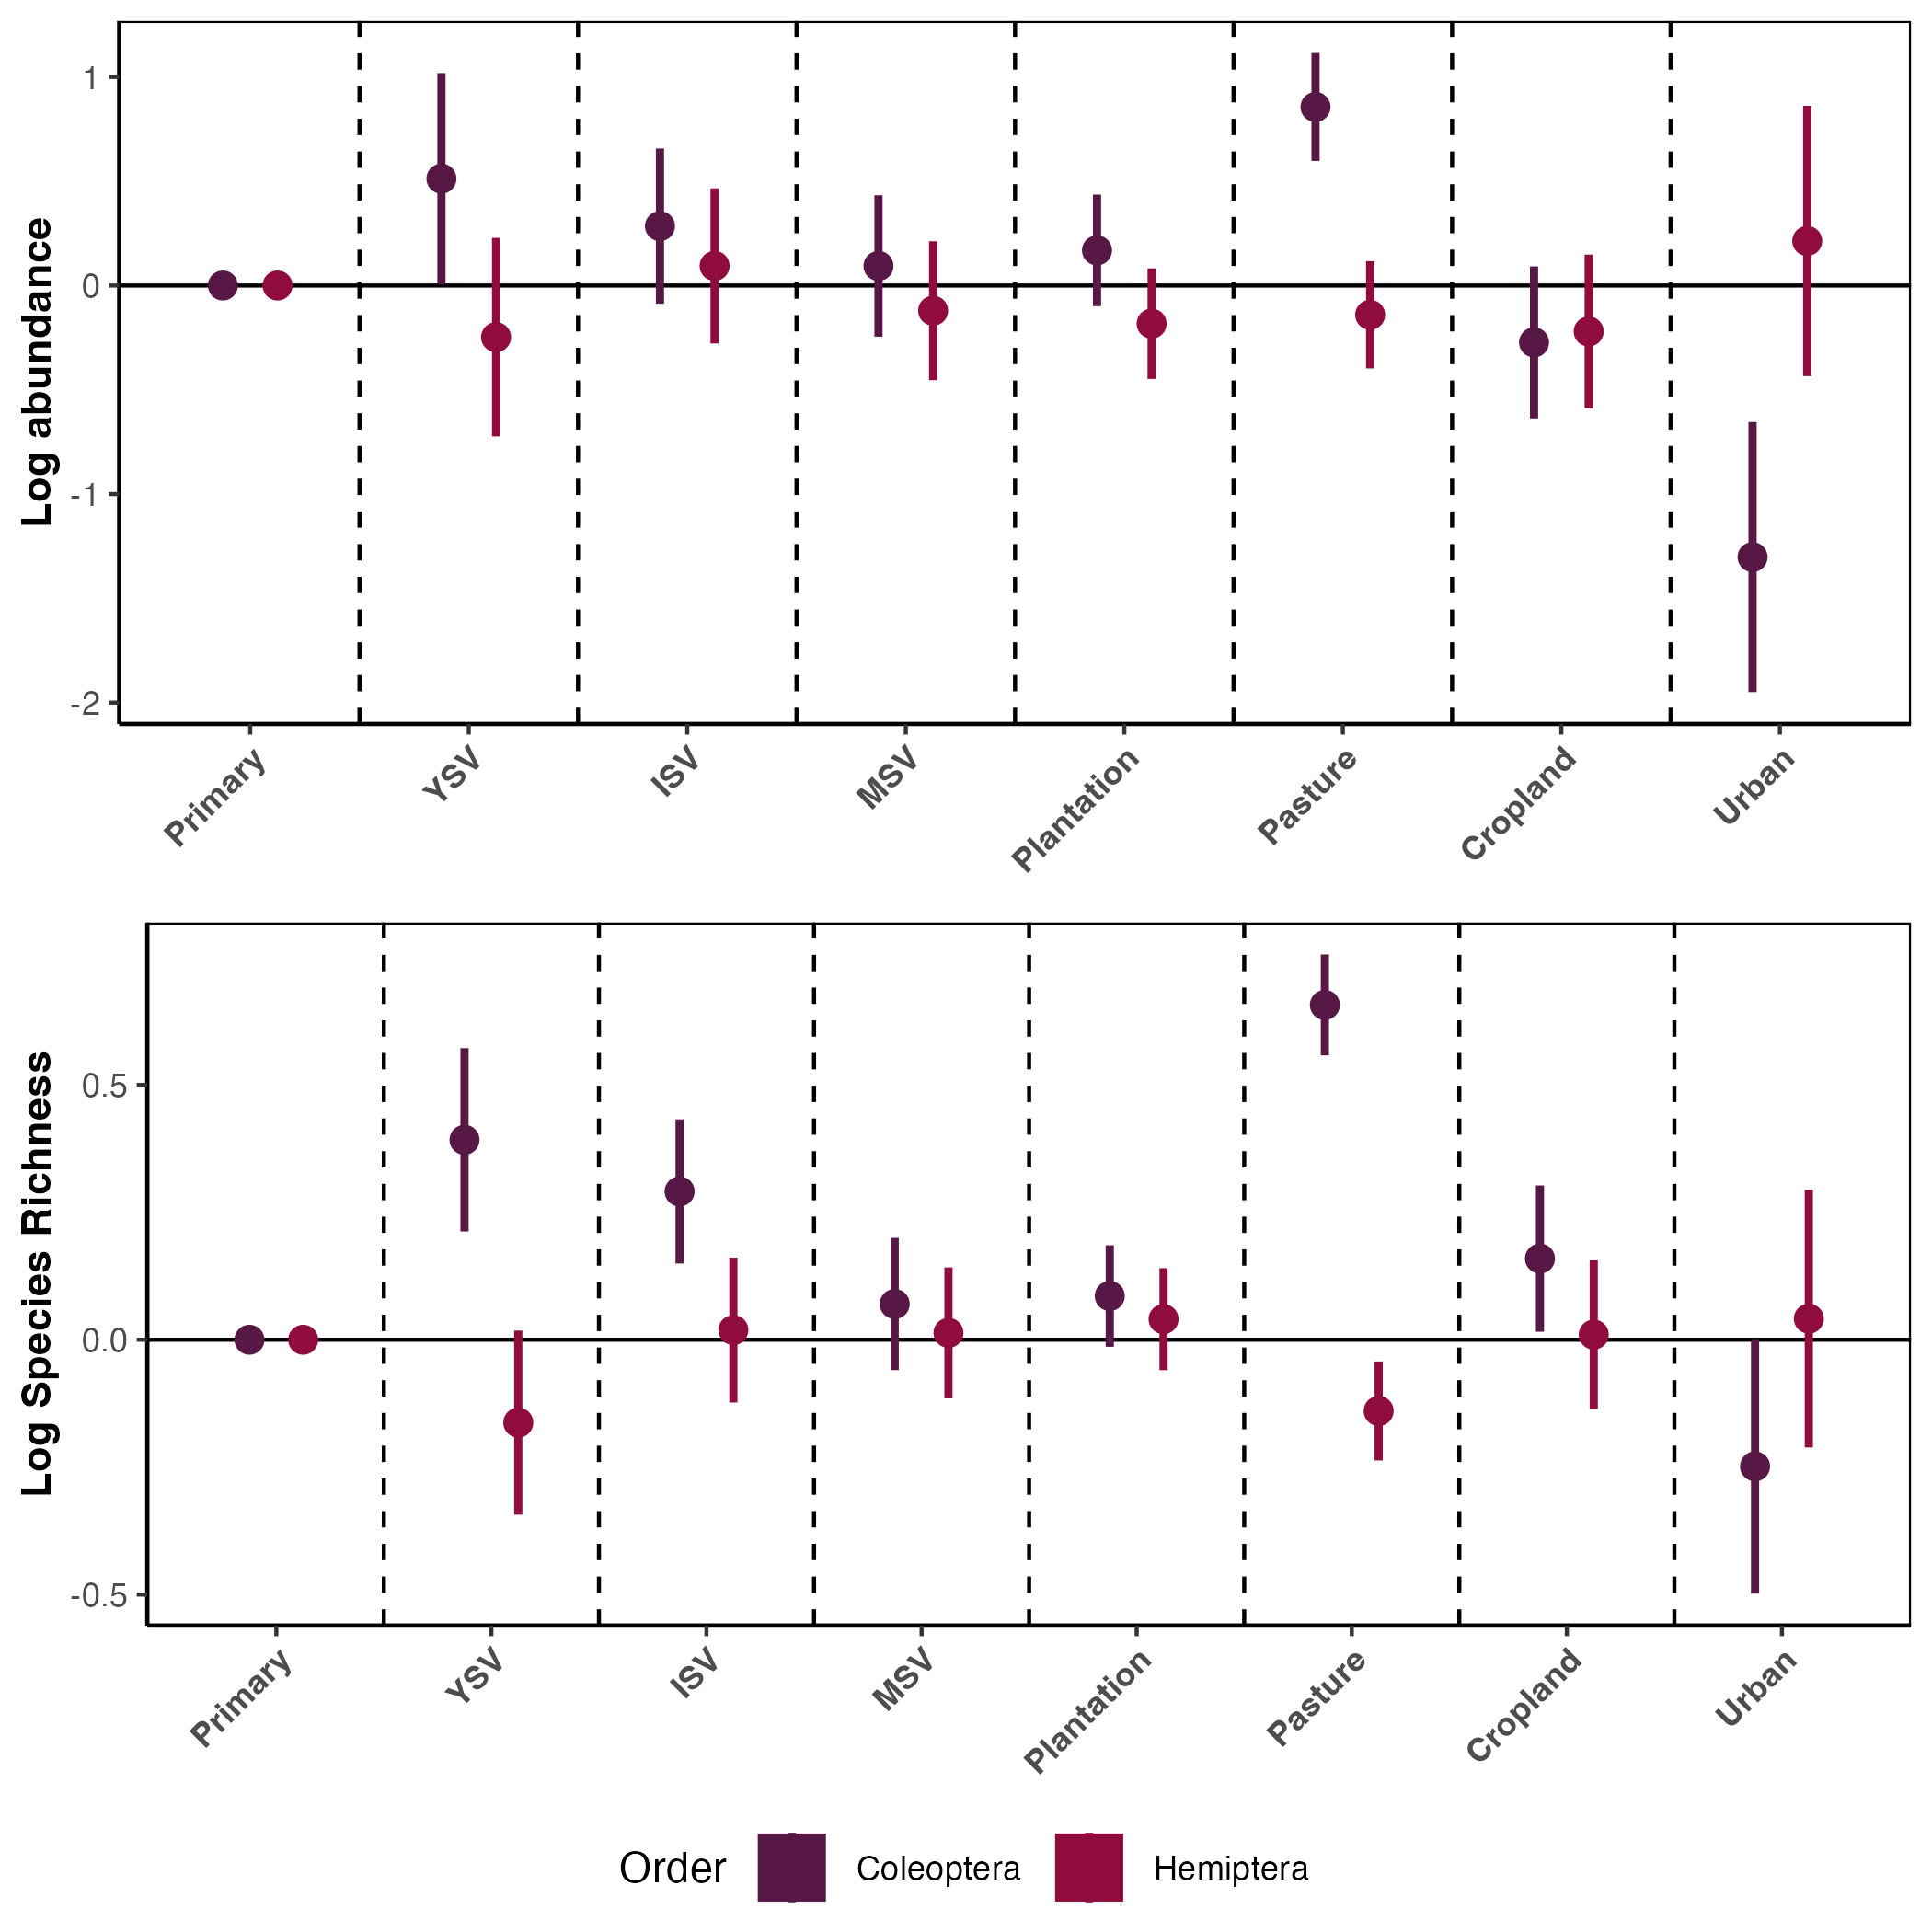 Log abundance
1
0
-1
-2
Primary
YSV
ISV
MSV
Plantation
Pasture
Cropland
Urban
Log Species Richness
0.5
0.0
-0.5
Primary
YSV
ISV
MSV
Plantation
Pasture
Cropland
Urban
Order Coleoptera Hemiptera